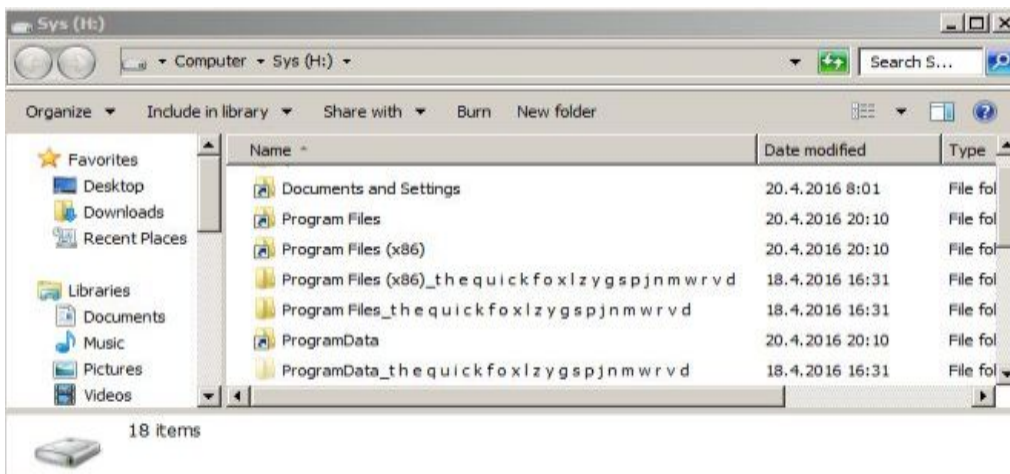 Sys (H:)
Computer Sys (H:) Search S...
Organize Include in library Share with Burn New folder
Favorites
Desktop
Downloads
Recent Places
Libraries
Documents
Music
Pictures
Videos
Name Date modified Type
Documents and Settings 20.4.2016 8:01 File fol
Program Files 20.4.2016 20:10 File fol
Program Files (x86) 20.4.2016 20:10 File fol
Program Files (x86)_t h e q u i c k f o x l z y g s p j n m w r v d 18.4.2016 16:31 File fol
Program Files_t h e q u i c k f o x l z y g s p j n m w r v d 18.4.2016 16:31 File fol
ProgramData 20.4.2016 20:10 File fol
ProgramData_t h e q u i c k f o x l z y g s p j n m w r v d 18.4.2016 16:31 File fol
18 items